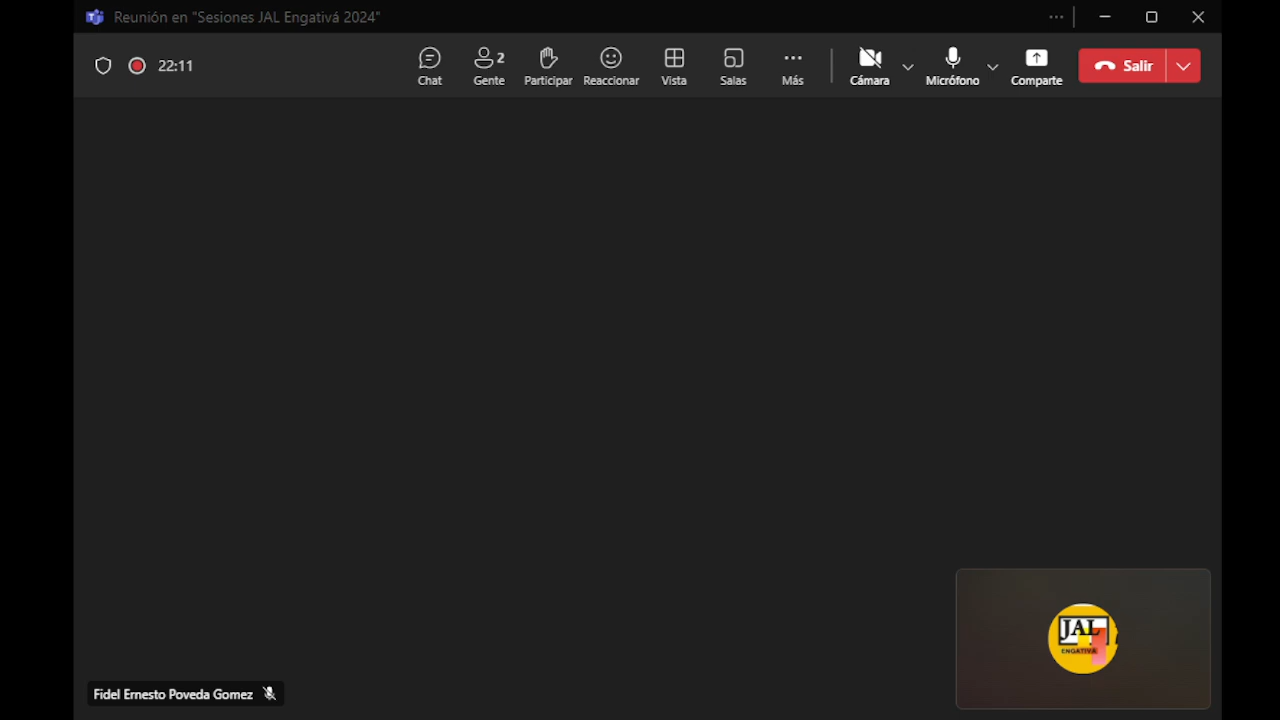 Reunión en "Sesiones JAL Engativá 2024"
22:11
Chat
Gente
2
Participar
Reaccionar
Vista
Salas
Más
Cámara
Micrófono
Comparte
Salir
JAL
ENGATIVÁ
Fidel Ernesto Poveda Gomez